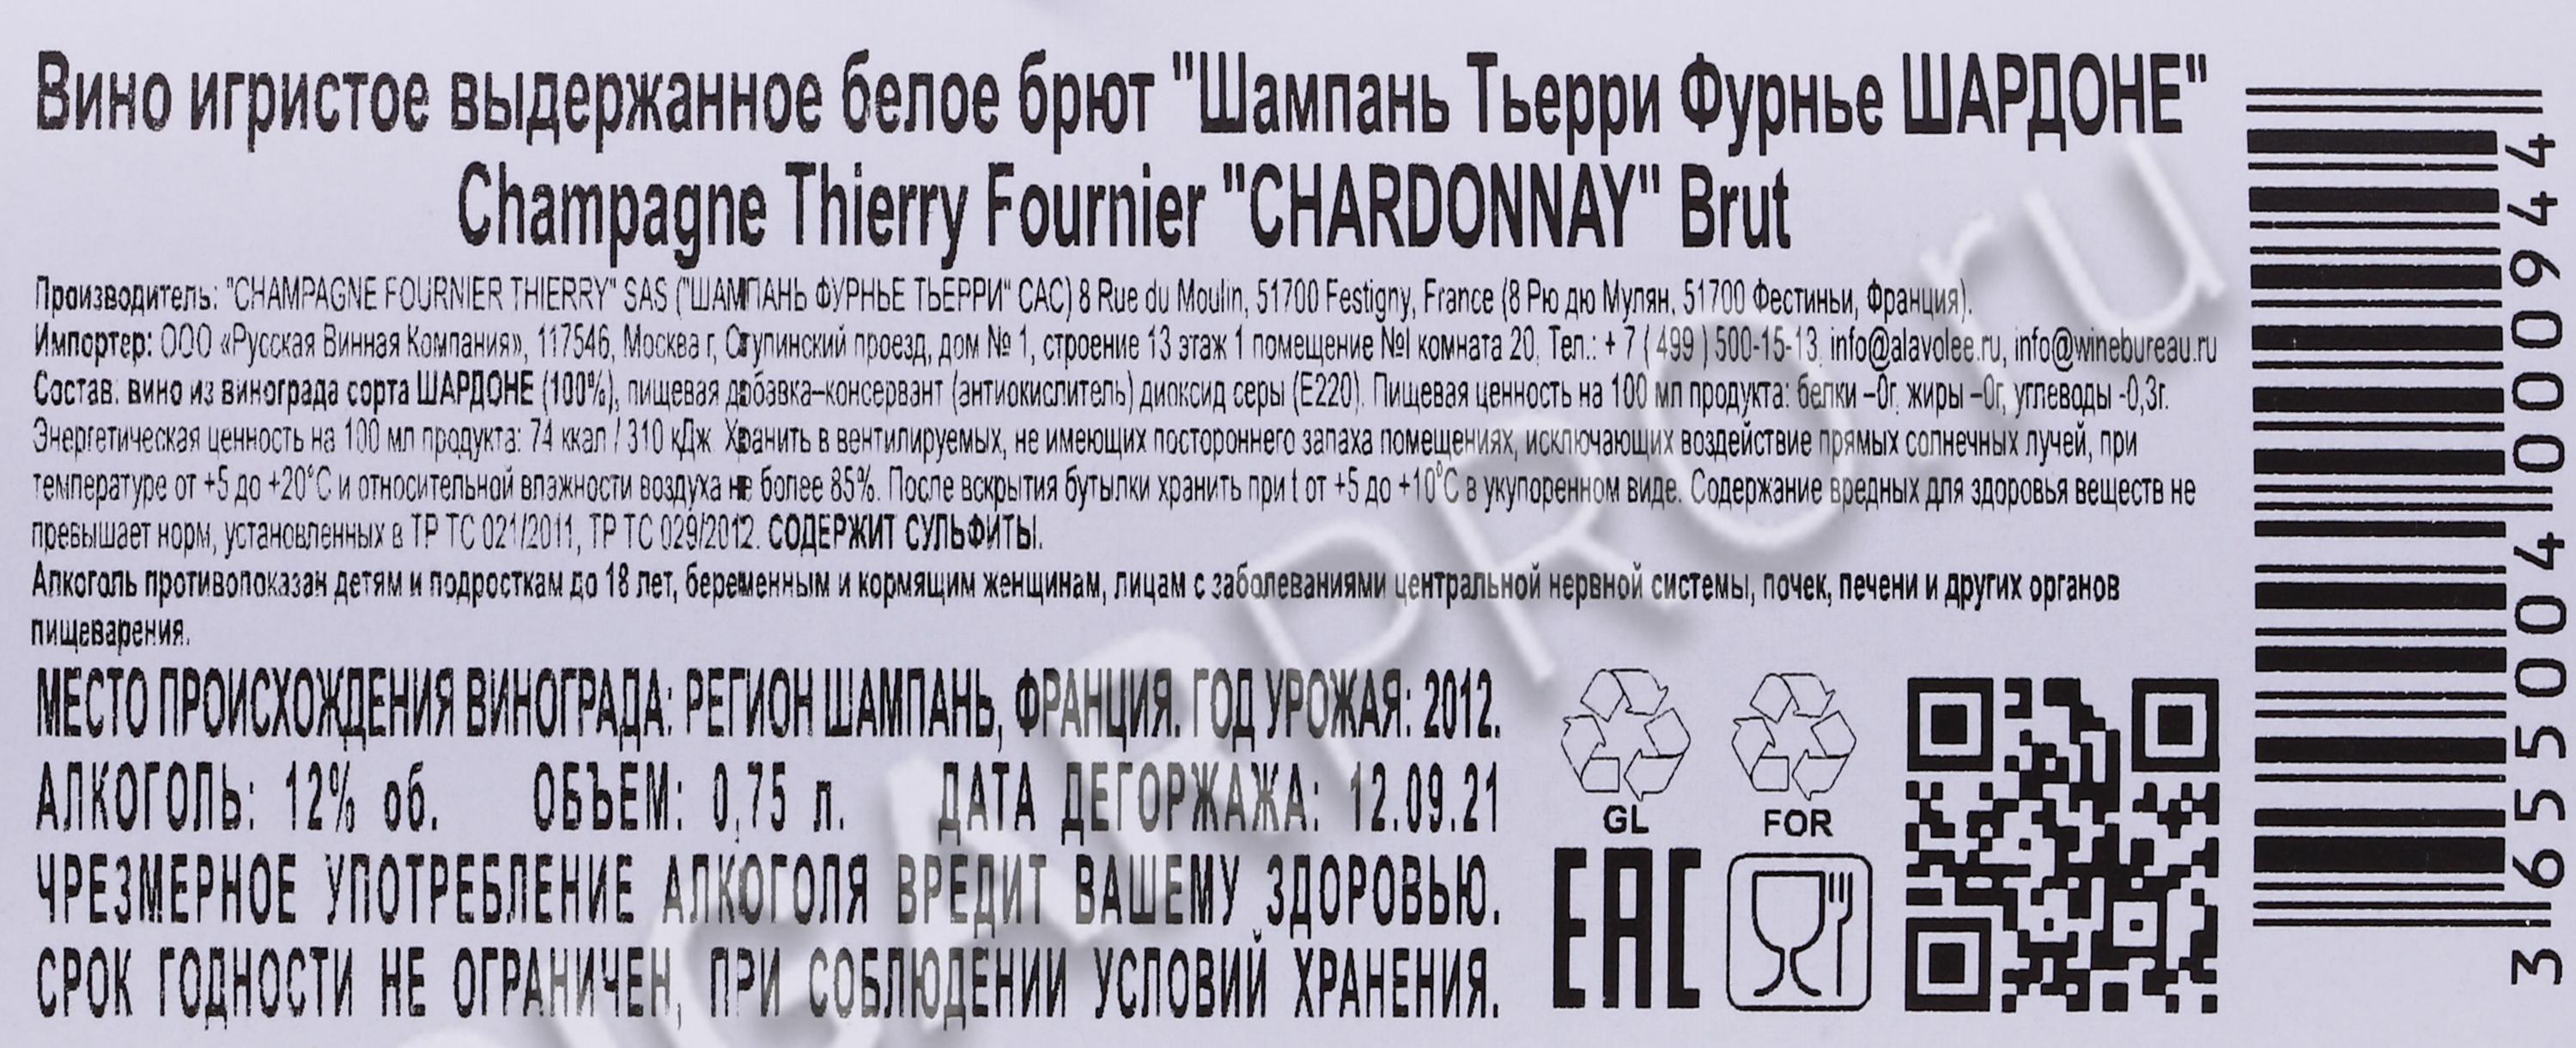 Вино игристое выдержанное белое брют "Шампань Тьерри Фурнье ШАРДОНЕ"
Champagne Thierry Fournier "CHARDONNAY" Brut
Производитель: "CHAMPAGNE FOURNIER THIERRY" SAS ("ШАМПАНЬ ФУРНЬЕ ТЬЕРРИ" САС) 8 Rue du Moulin, 51700 Festigny, France (8 Рю дю Мулян, 51700 Фестиньи, Франция).
Импортер: ООО «Русская Винная Компания», 117546, Москва г, Ступинский проезд, дом № 1, строение 13 этаж 1 помещение №I комната 20. Тел.: + 7 ( 499 ) 500-15-13. info@alavolee.ru, info@winebureau.ru
Состав: вино из винограда сорта ШАРДОНЕ (100%), пищевая добавка–консервант (антиокислитель) диоксид серы (Е220). Пищевая ценность на 100 мл продукта: белки –0г, жиры –0г, углеводы -0,3г.
Энергетическая ценность на 100 мл продукта: 74 ккал / 310 кДж. Хранить в вентилируемых, не имеющих постороннего запаха помещениях, исключающих воздействие прямых солнечных лучей, при
температуре от +5 до +20°С и относительной влажности воздуха не более 85%. После вскрытия бутылки хранить при t от +5 до +10°С в укупоренном виде. Содержание вредных для здоровья веществ не
превышает норм, установленных в ТР ТС 021/2011, ТР ТС 029/2012. СОДЕРЖИТ СУЛЬФИТЫ.
Алкоголь противопоказан детям и подросткам до 18 лет, беременным и кормящим женщинам, лицам с заболеваниями центральной нервной системы, почек, печени и других органов
пищеварения.
МЕСТО ПРОИСХОЖДЕНИЯ ВИНОГРАДА: РЕГИОН ШАМПАНЬ, ФРАНЦИЯ. ГОД УРОЖАЯ: 2012.
АЛКОГОЛЬ: 12% об. ОБЪЕМ: 0,75 л. ДАТА ДЕГОРЖАЖА: 12.09.21
ЧРЕЗМЕРНОЕ УПОТРЕБЛЕНИЕ АЛКОГОЛЯ ВРЕДИТ ВАШЕМУ ЗДОРОВЬЮ.
СРОК ГОДНОСТИ НЕ ОГРАНИЧЕН, ПРИ СОБЛЮДЕНИИ УСЛОВИЙ ХРАНЕНИЯ.
GL
FOR
EAC
3 655004 000944
CIGARPRO.ru